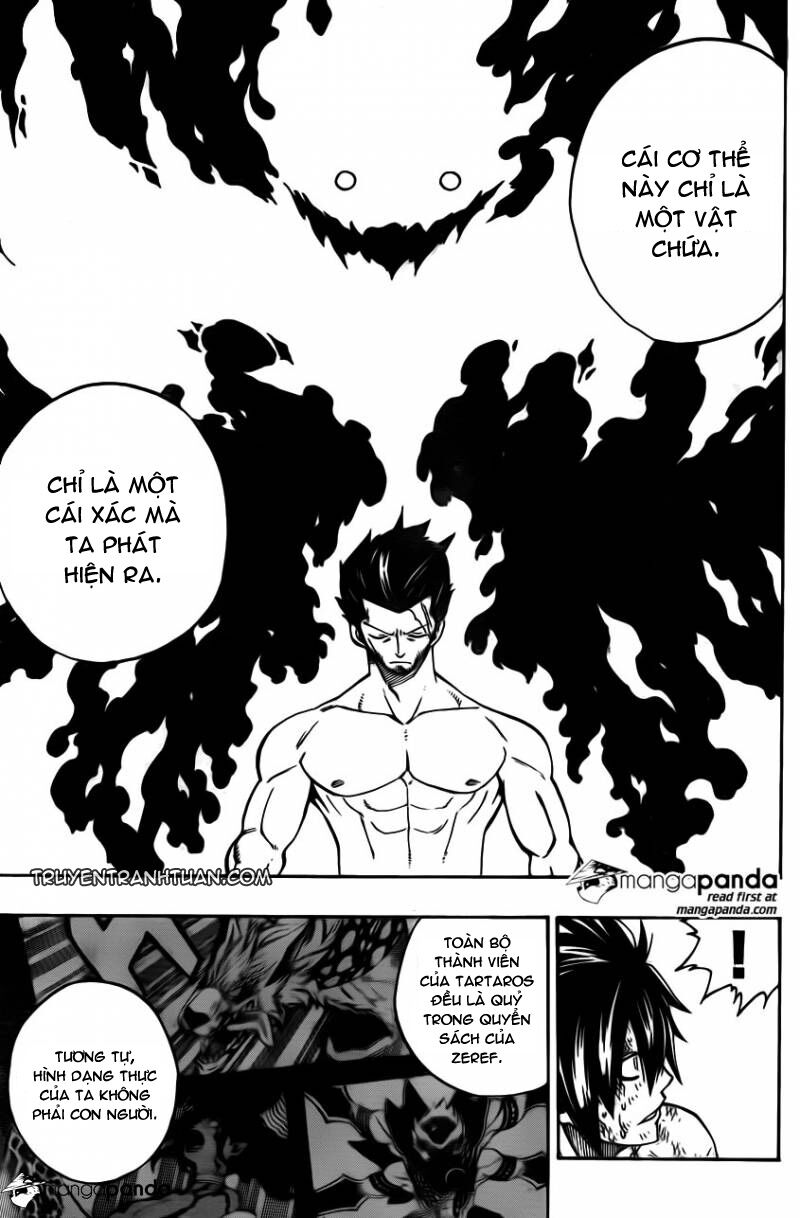 CÁI CƠ THỂ
NÀY CHỈ LÀ
MỘT VẬT
CHỨA.
CHỈ LÀ MỘT
CÁI XÁC MÀ
TA PHÁT
HIỆN RA.
TRUYENTRANHTUAN.COM
mangapanda
read first at
mangapanda.com
!
TOÀN BỘ
THÀNH VIÊN
CỦA TARTAROS
ĐỀU LÀ QUỶ
TRONG QUYỂN
SÁCH CỦA
ZEREF.
TƯƠNG TỰ,
HÌNH DẠNG THỰC
CỦA TA KHÔNG
PHẢI CON NGƯỜI.
mangapanda